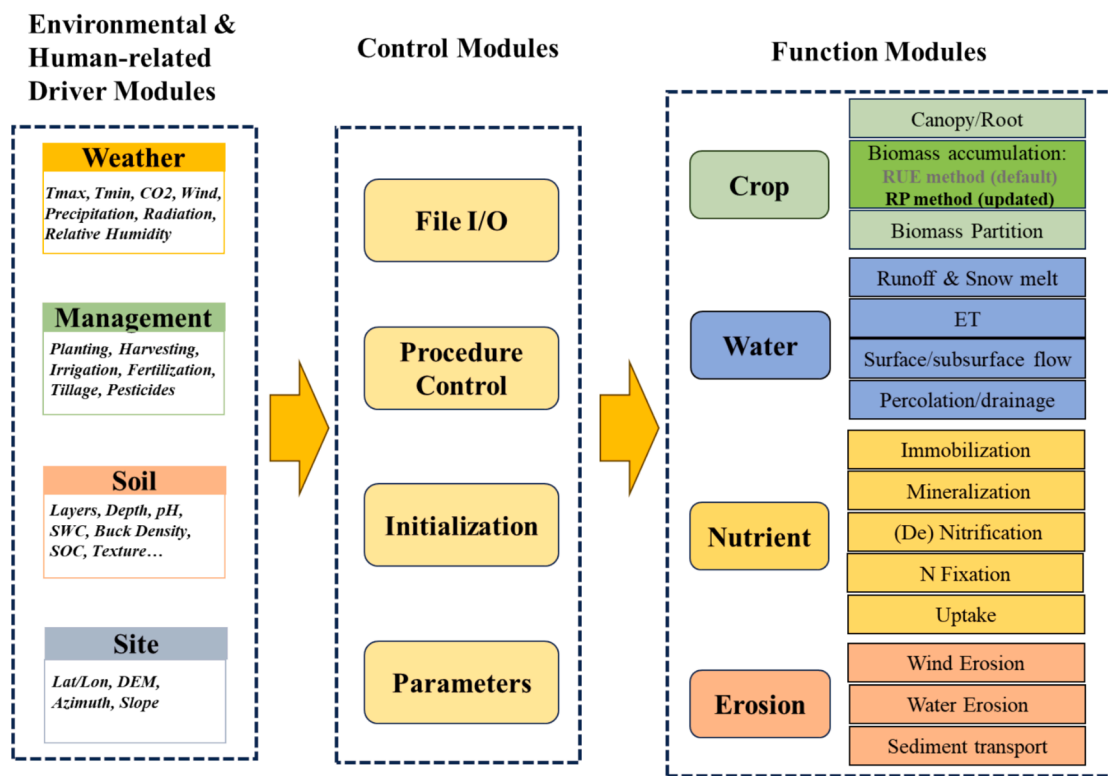 Environmental &
Human-related
Driver Modules
Weather
Tmax, Tmin, CO2, Wind,
Precipitation, Radiation,
Relative Humidity
Management
Planting, Harvesting,
Irrigation, Fertilization,
Tillage, Pesticides
Soil
Layers, Depth, pH,
SWC, Buck Density,
SOC, Texture…
Site
Lat/Lon, DEM,
Azimuth, Slope
Control Modules
File I/O
Procedure
Control
Initialization
Parameters
Function Modules
Crop
Canopy/Root
Biomass accumulation:
RUE method (default)
RP method (updated)
Biomass Partition
Water
Runoff & Snow melt
ET
Surface/subsurface flow
Percolation/drainage
Nutrient
Immobilization
Mineralization
(De) Nitrification
N Fixation
Uptake
Erosion
Wind Erosion
Water Erosion
Sediment transport